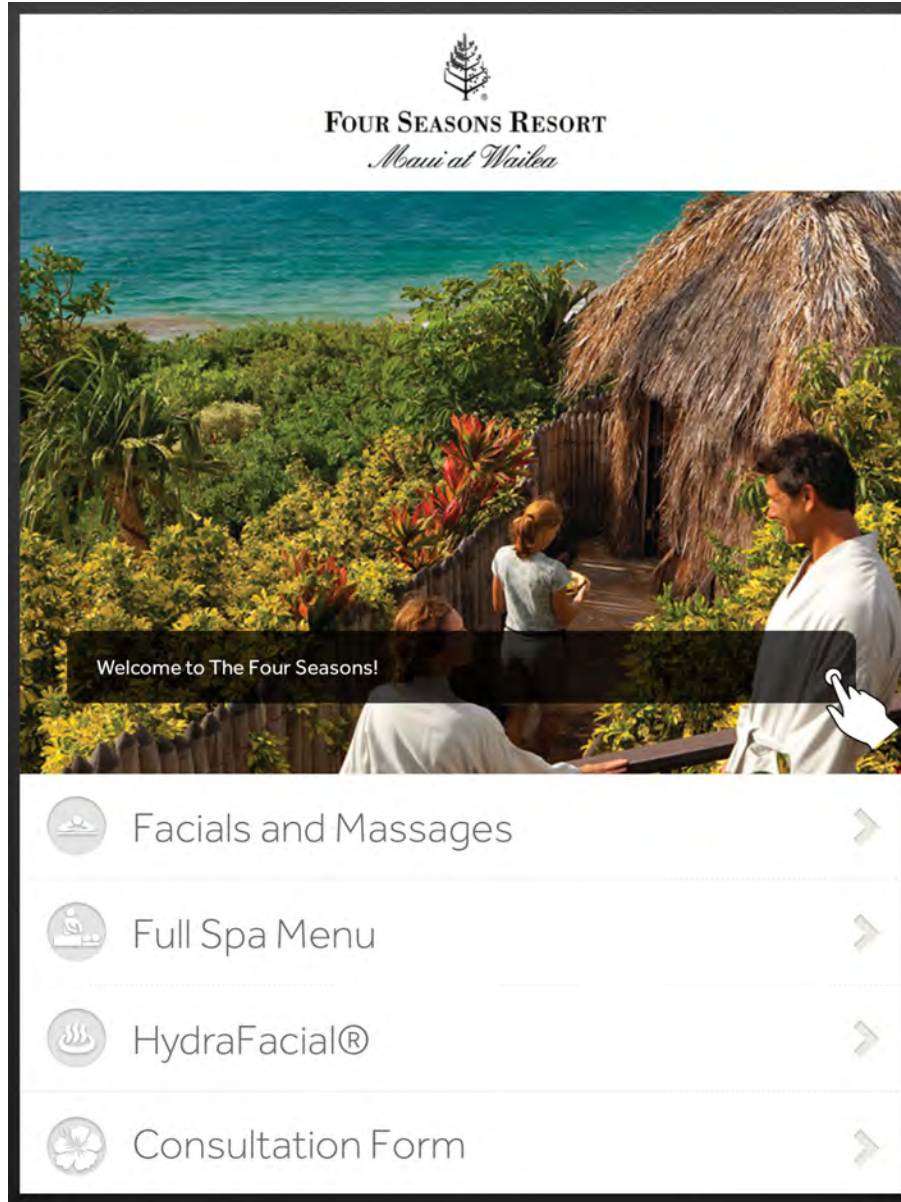 ®
FOUR SEASONS RESORT
Maui at Wailea
Welcome to The Four Seasons!
Facials and Massages
Full Spa Menu
HydraFacial®
Consultation Form